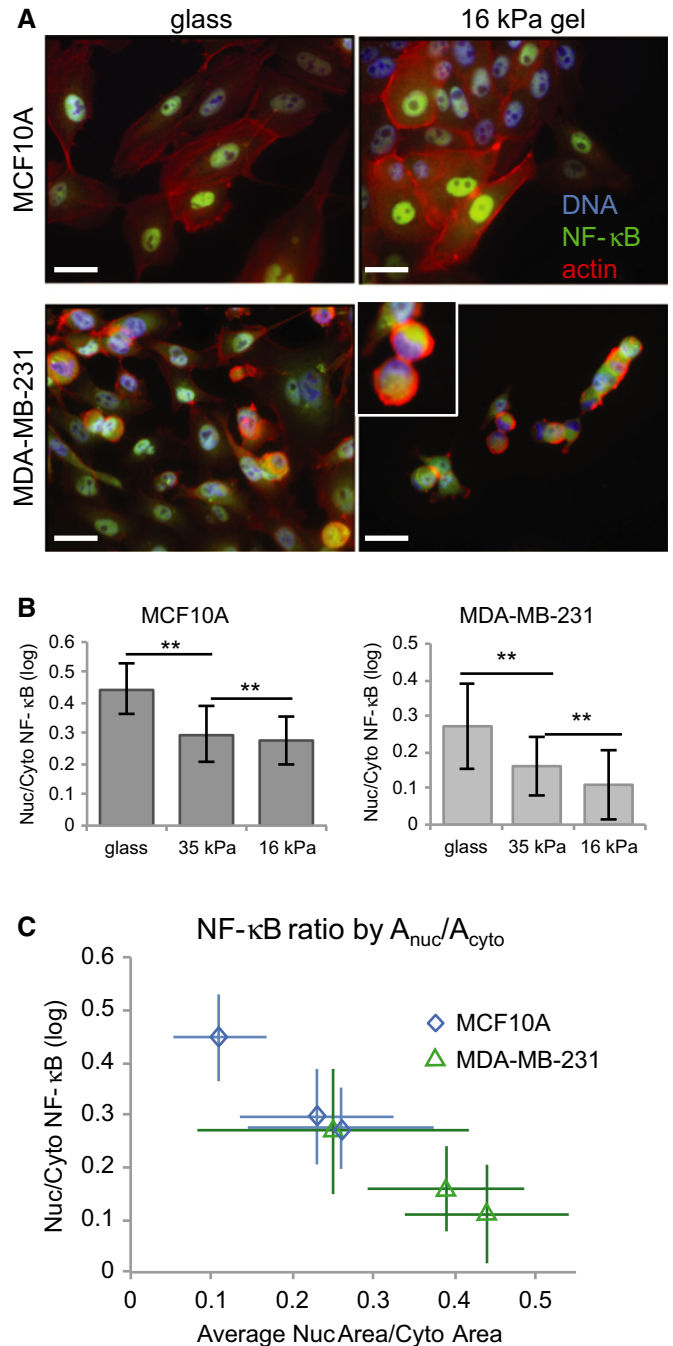 A
glass
16 kPa gel
MCF10A
DNA
NF-κB
actin
MDA-MB-231
B
MCF10A
Nuc/Cyto NF-κB (log)
0.6
0.5
0.4
0.3
0.2
0.1
0
**
**
glass
35 kPa
16 kPa
MDA-MB-231
Nuc/Cyto NF-κB (log)
0.5
0.4
0.3
0.2
0.1
0
**
**
glass
35 kPa
16 kPa
C
NF-κB ratio by Anuc/Acyto
Nuc/Cyto NF-κB (log)
0.6
0.5
0.4
0.3
0.2
0.1
0
MCF10A
MDA-MB-231
0
0.1
0.2
0.3
0.4
0.5
Average Nuc Area/Cyto Area